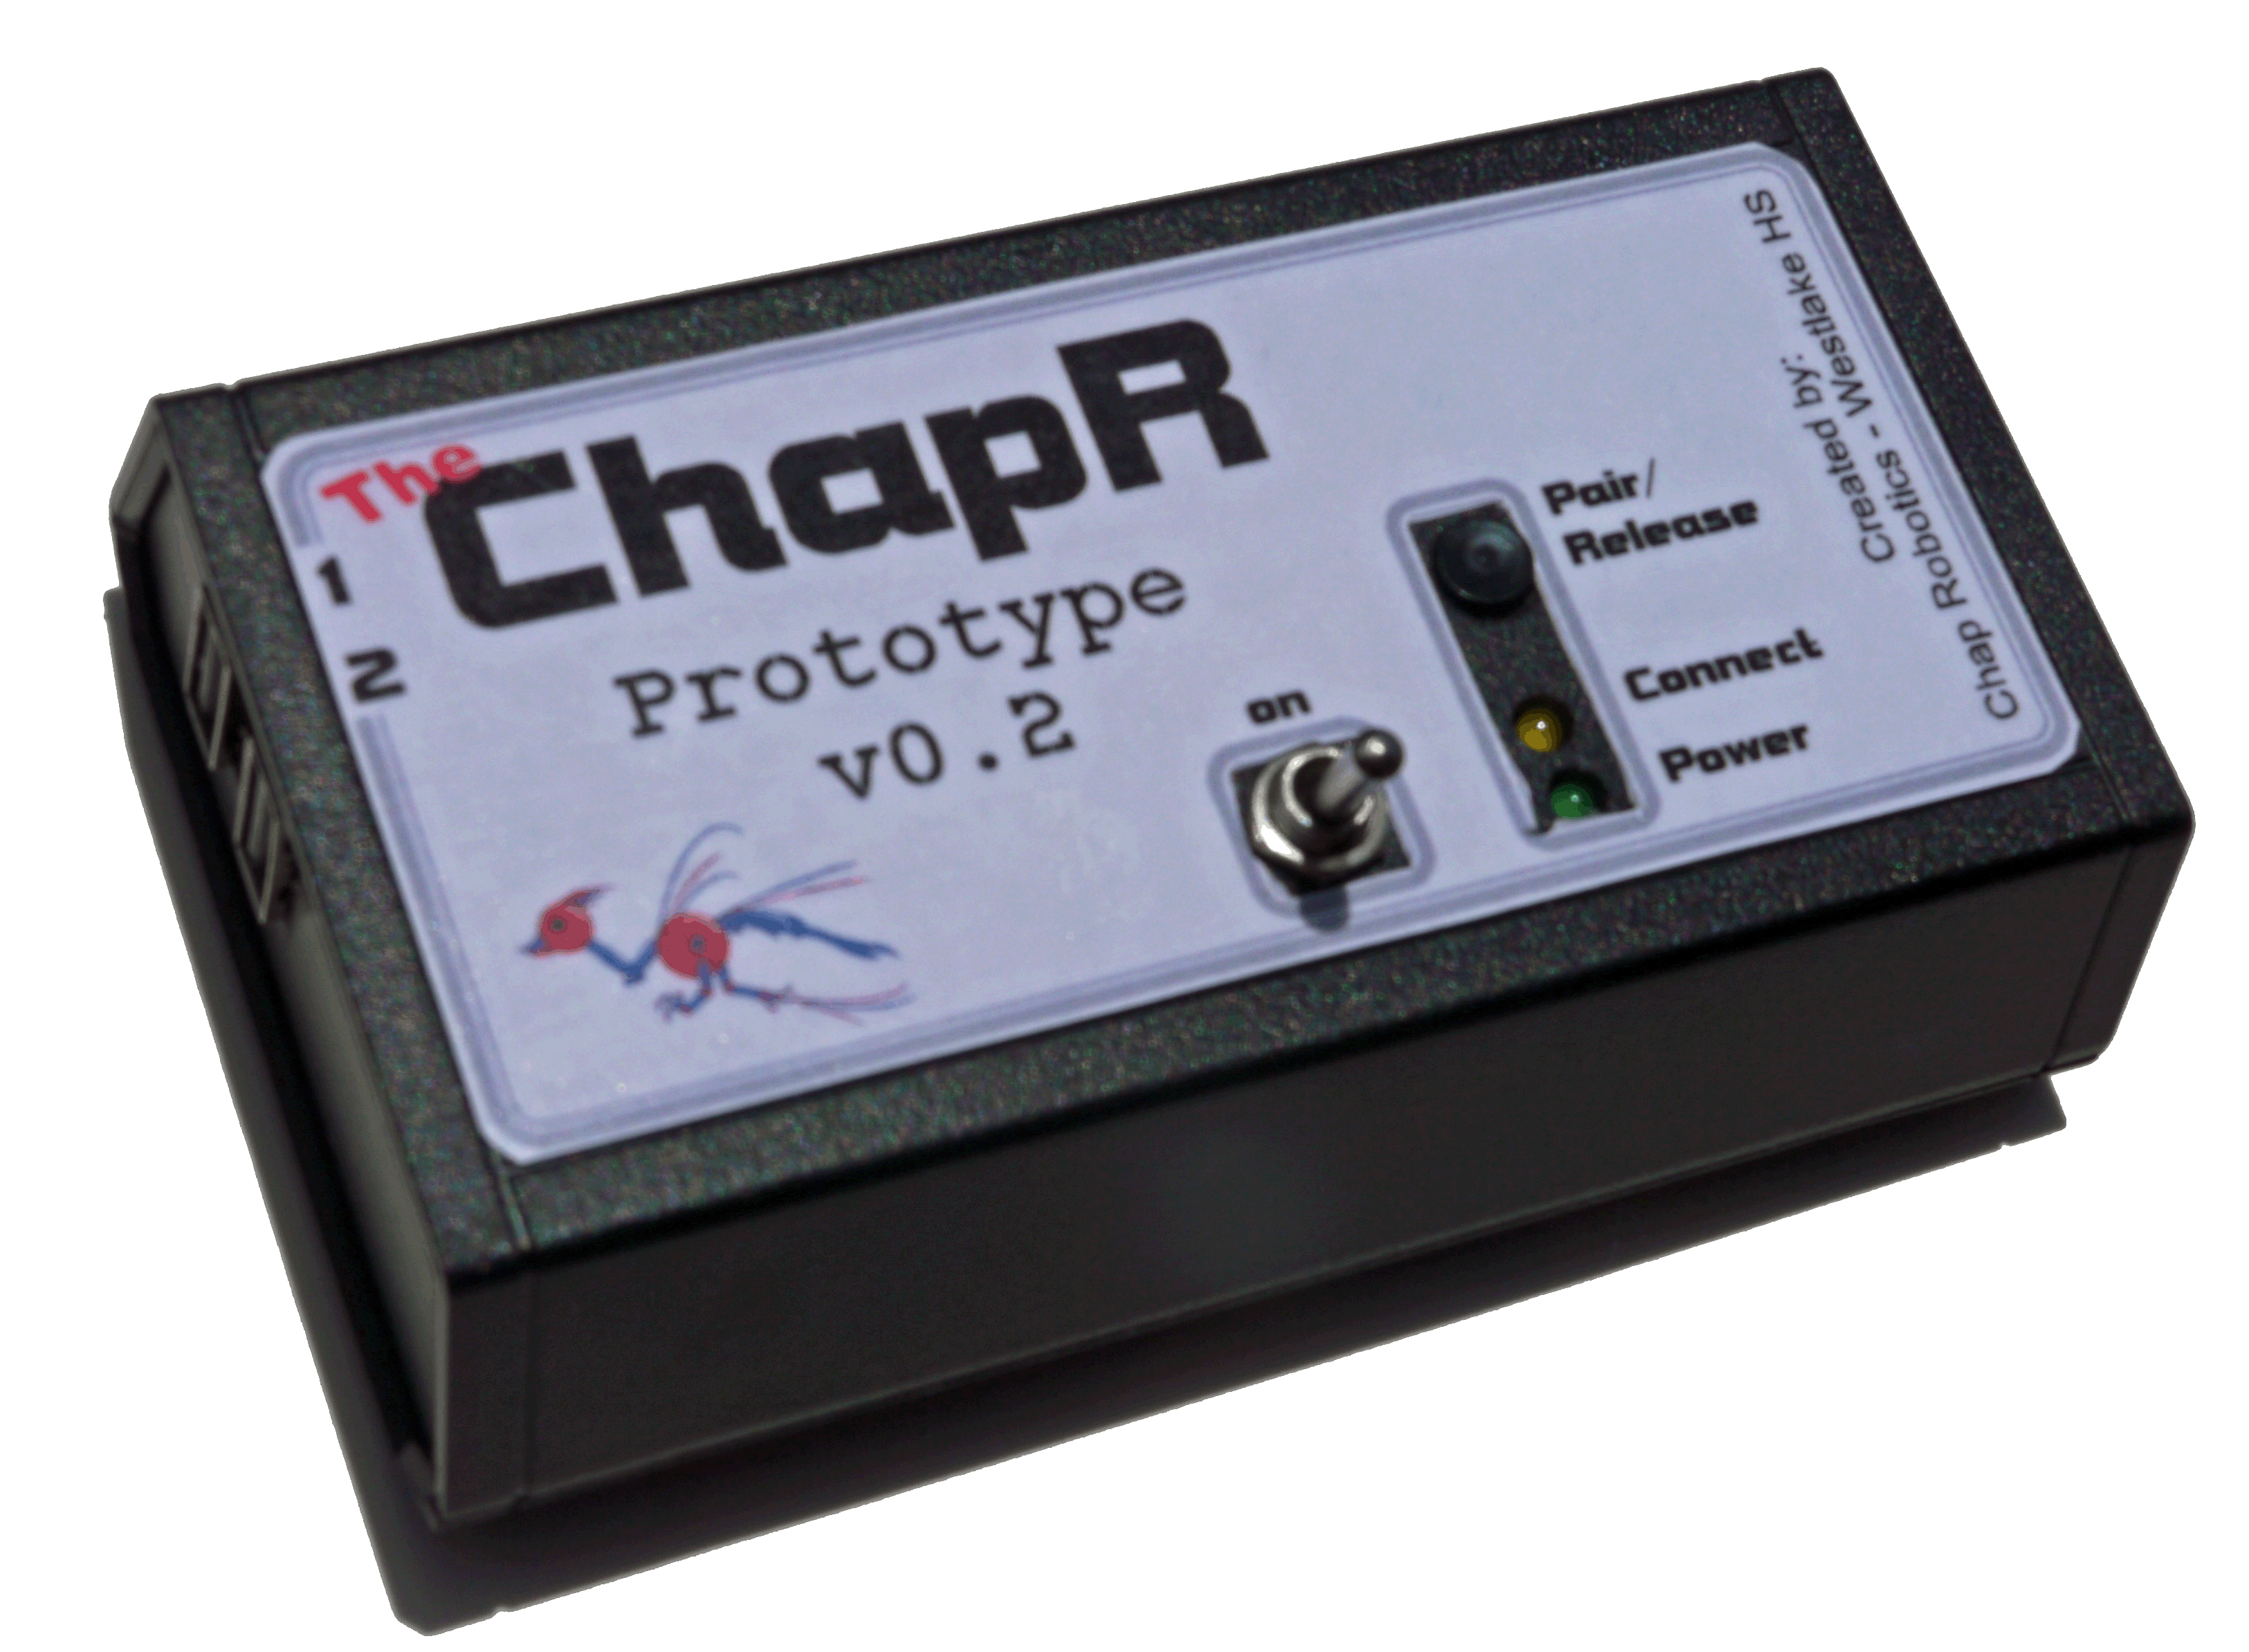 The
ChapR
1
2
Prototype
v0.2
on
Pair/
Release
Connect
Power
Created by:
Chap Robotics - Westlake HS